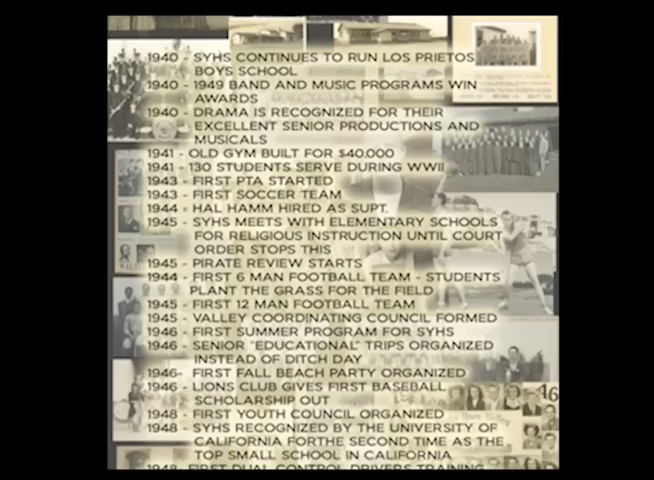 1940 - SYHS CONTINUES TO RUN LOS PRIETOS
BOYS SCHOOL
1940 - 1949 BAND AND MUSIC PROGRAMS WIN
AWARDS
1940 - DRAMA IS RECOGNIZED FOR THEIR
EXCELLENT SENIOR PRODUCTIONS AND
MUSICALS
1941 - OLD GYM BUILT FOR $40,000
1941 - 130 STUDENTS SERVE DURING WWII
1943 - FIRST PTA STARTED
1943 - FIRST SOCCER TEAM
1944 - HAL HAMM HIRED AS SUPT.
1945 - SYHS MEETS WITH ELEMENTARY SCHOOLS
FOR RELIGIOUS INSTRUCTION UNTIL COURT
ORDER STOPS THIS
1945 - PIRATE REVIEW STARTS
1944 - FIRST 6 MAN FOOTBALL TEAM - STUDENTS
PLANT THE GRASS FOR THE FIELD
1945 - FIRST 12 MAN FOOTBALL TEAM
1945 - VALLEY COORDINATING COUNCIL FORMED
1946 - FIRST SUMMER PROGRAM FOR SYHS
1946 - SENIOR "EDUCATIONAL" TRIPS ORGANIZED
INSTEAD OF DITCH DAY
1946- FIRST FALL BEACH PARTY ORGANIZED
1946 - LIONS CLUB GIVES FIRST BASEBALL
SCHOLARSHIP OUT
1948 - FIRST YOUTH COUNCIL ORGANIZED
1948 - SYHS RECOGNIZED BY THE UNIVERSITY OF
CALIFORNIA FORTHE SECOND TIME AS THE
TOP SMALL SCHOOL IN CALIFORNIA
1948 FIRST DUAL CONTROL DRIVERS TRAINING